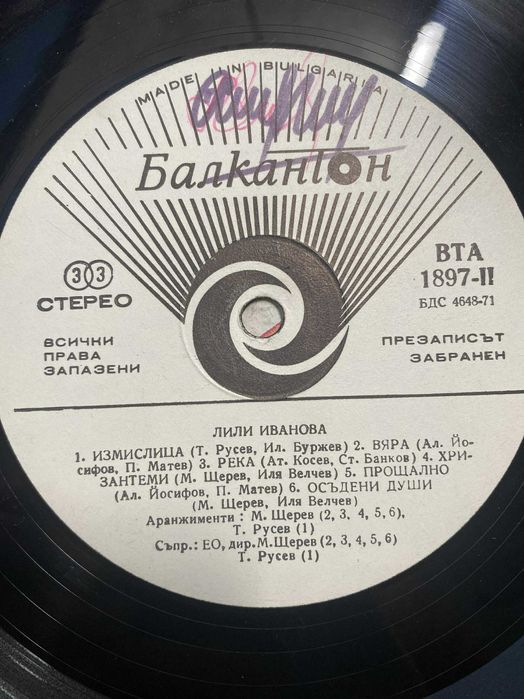 MADE IN BULGARIA
Балкантон
33
СТЕРЕО
ВТА
1897-II
БДС 4648-71
ВСИЧКИ
ПРАВА
ЗАПАЗЕНИ
ПРЕЗАПИСЪТ
ЗАБРАНЕН
ЛИЛИ ИВАНОВА
1. ИЗМИСЛИЦА (Т. Русев, Ил. Буржев) 2. ВЯРА (Ал. Йо-
сифов, П. Матев) 3. РЕКА (Ат. Косев, Ст. Банков) 4. ХРИ-
ЗАНТЕМИ (М. Щерев, Иля Велчев) 5. ПРОЩАЛНО
(Ал. Йосифов, П. Матев) 6. ОСЪДЕНИ ДУШИ
(М. Щерев, Иля Велчев)
Аранжименти: М. Щерев (2, 3, 4, 5, 6),
Т. Русев (1)
Съпр.: ЕО, дир. М. Щерев (2, 3, 4, 5, 6)
Т. Русев (1)